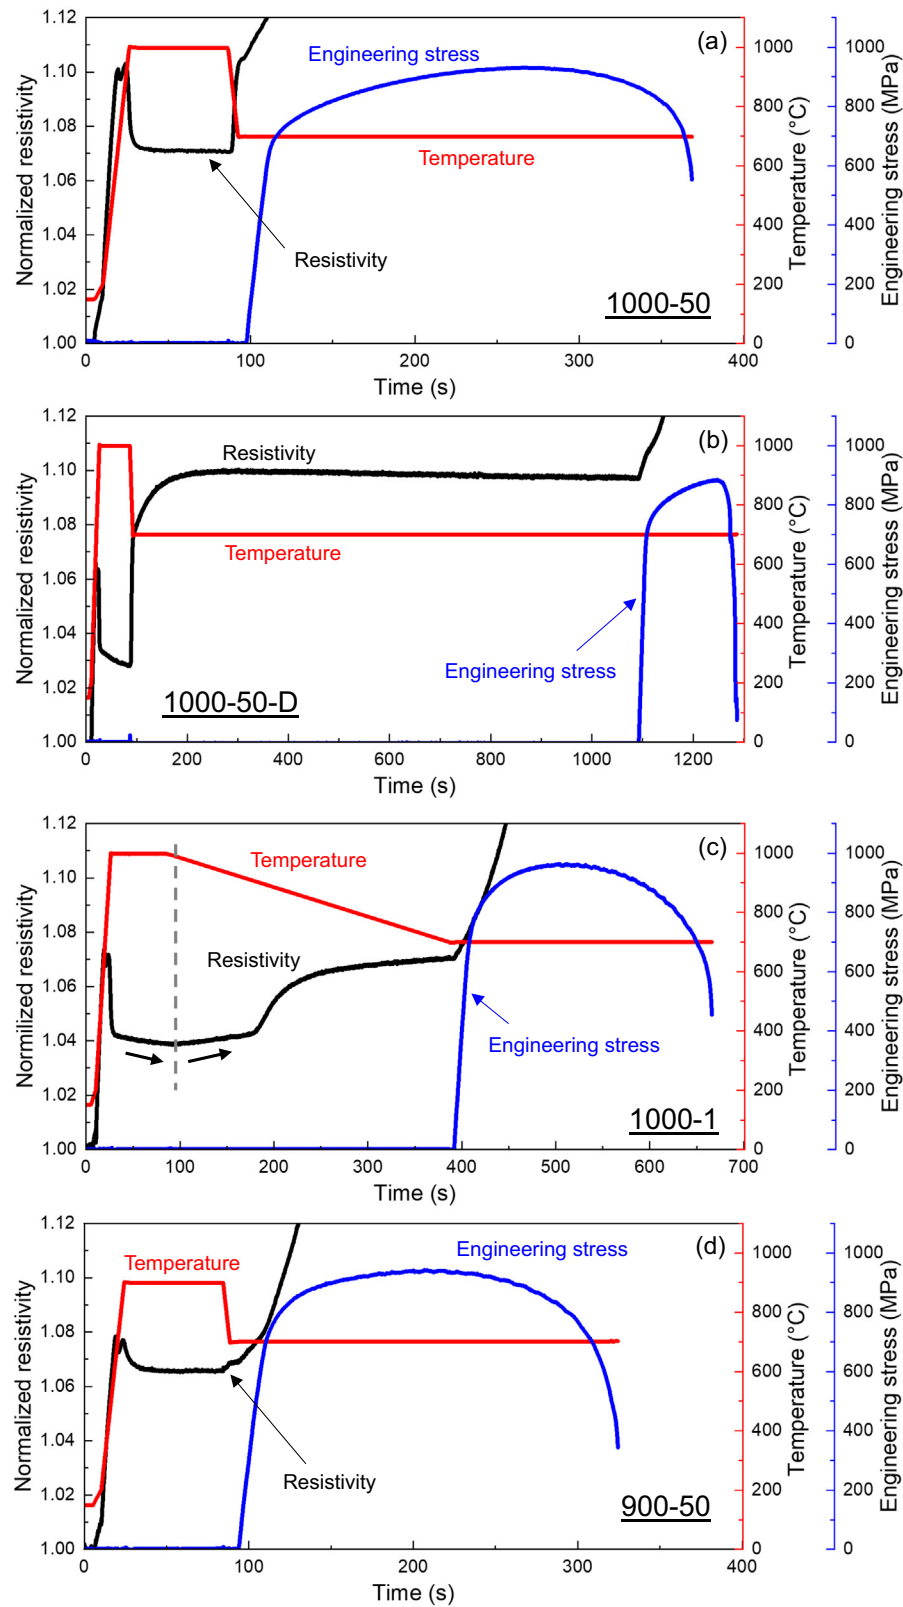 (a)
Engineering stress
Temperature
Resistivity
1000-50
1.12
1.10
1.08
1.06
1.04
1.02
1.00
Normalized resistivity
0 100 200 300 400
Time (s)
1000
800
600
400
200
0
Temperature (°C)
1000
800
600
400
200
0
Engineering stress (MPa)
(b)
Resistivity
Temperature
Engineering stress
1000-50-D
1.12
1.10
1.08
1.06
1.04
1.02
1.00
Normalized resistivity
0 200 400 600 800 1000 1200
Time (s)
1000
800
600
400
200
0
Temperature (°C)
1000
800
600
400
200
0
Engineering stress (MPa)
(c)
Temperature
Resistivity
Engineering stress
1000-1
1.12
1.10
1.08
1.06
1.04
1.02
1.00
Normilized resistivity
0 100 200 300 400 500 600 700
Time (s)
1000
800
600
400
200
0
Temperature (°C)
1000
800
600
400
200
0
Engineering stress (MPa)
(d)
Engineering stress
Temperature
Resistivity
900-50
1.12
1.10
1.08
1.06
1.04
1.02
1.00
Normalized resistivity
0 100 200 300 400
Time (s)
1000
800
600
400
200
0
Temperature (°C)
1000
800
600
400
200
0
Engineering stress (MPa)